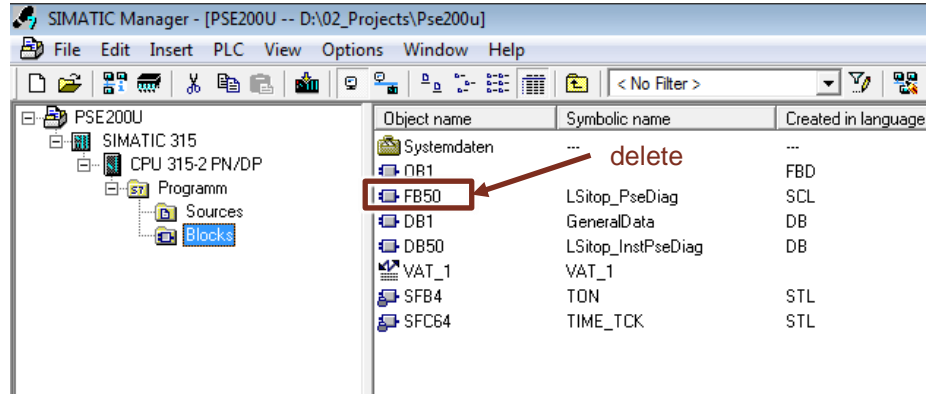 SIMATIC Manager - [PSE200U -- D:\02_Projects\Pse200u]
File Edit Insert PLC View Options Window Help
< No Filter >
PSE200U
SIMATIC 315
CPU 315-2 PN/DP
Programm
Sources
Blocks
Object name Symbolic name Created in language
Systemdaten --- ---
delete
OB1 FBD
FB50 LSitop_PseDiag SCL
DB1 GeneralData DB
DB50 LSitop_InstPseDiag DB
VAT_1 VAT_1
SFB4 TON STL
SFC64 TIME_TCK STL